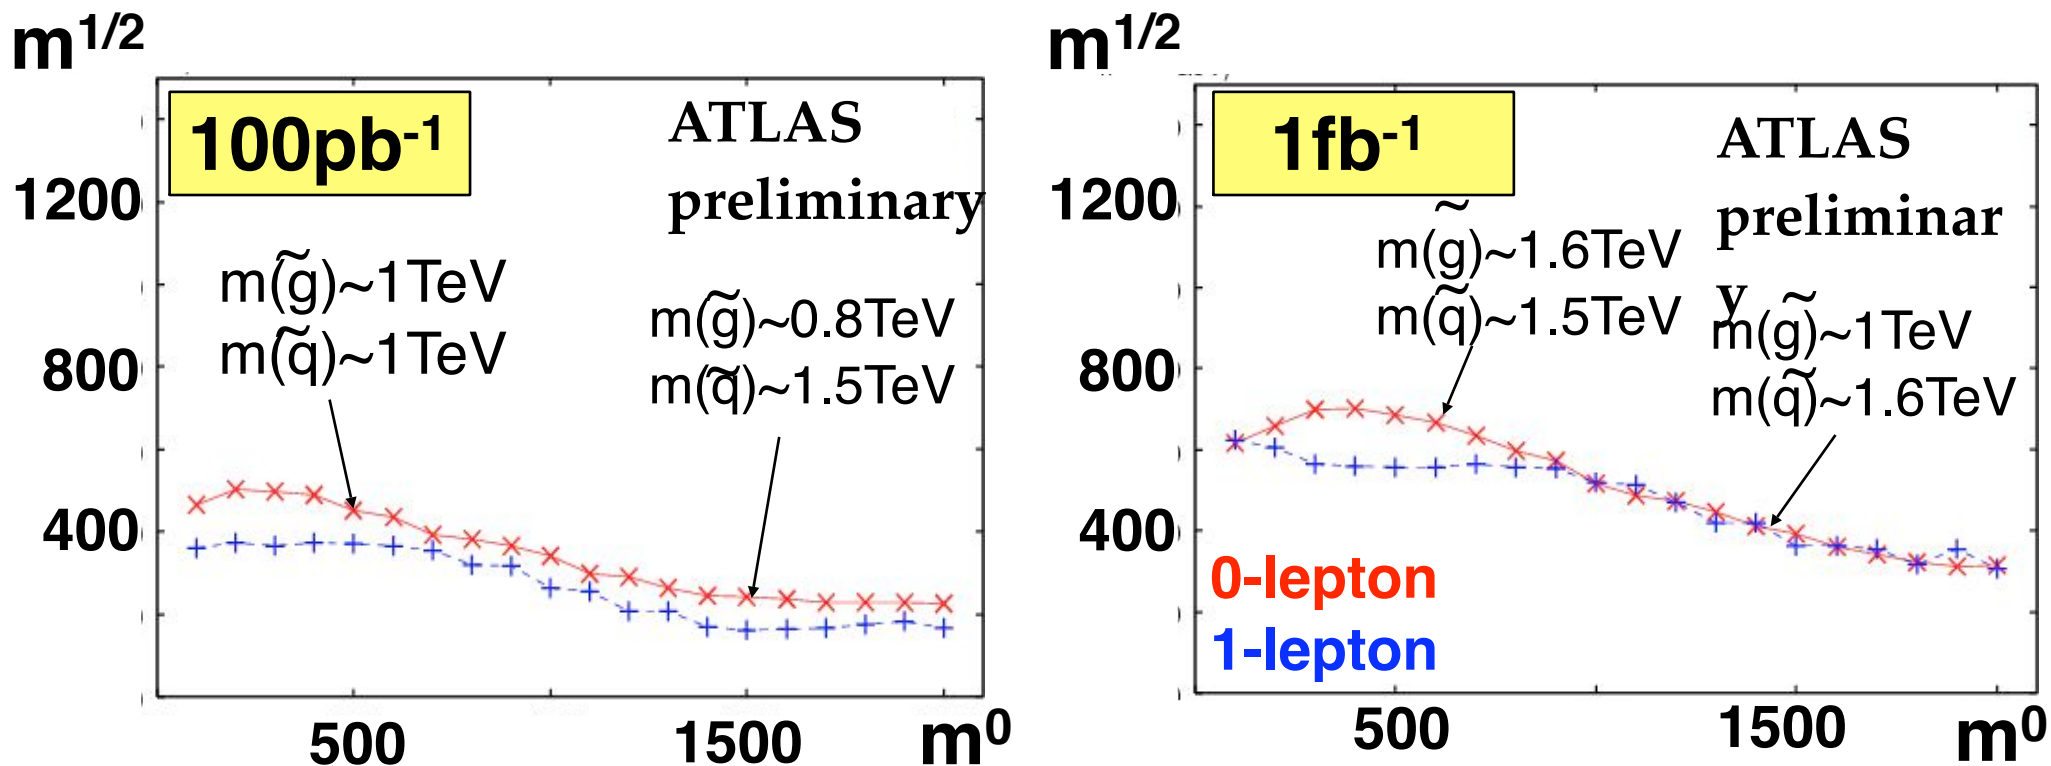 m1/2
100pb-1
ATLAS
preliminary
1200
m(g̃)~1TeV
m(q̃)~1TeV
m(g̃)~0.8TeV
m(q̃)~1.5TeV
800
400
500
1500
m0
m1/2
1fb-1
ATLAS
preliminar
y
1200
m(g̃)~1.6TeV
m(q̃)~1.5TeV
m(g̃)~1TeV
m(q̃)~1.6TeV
800
400
0-lepton
1-lepton
500
1500
m0